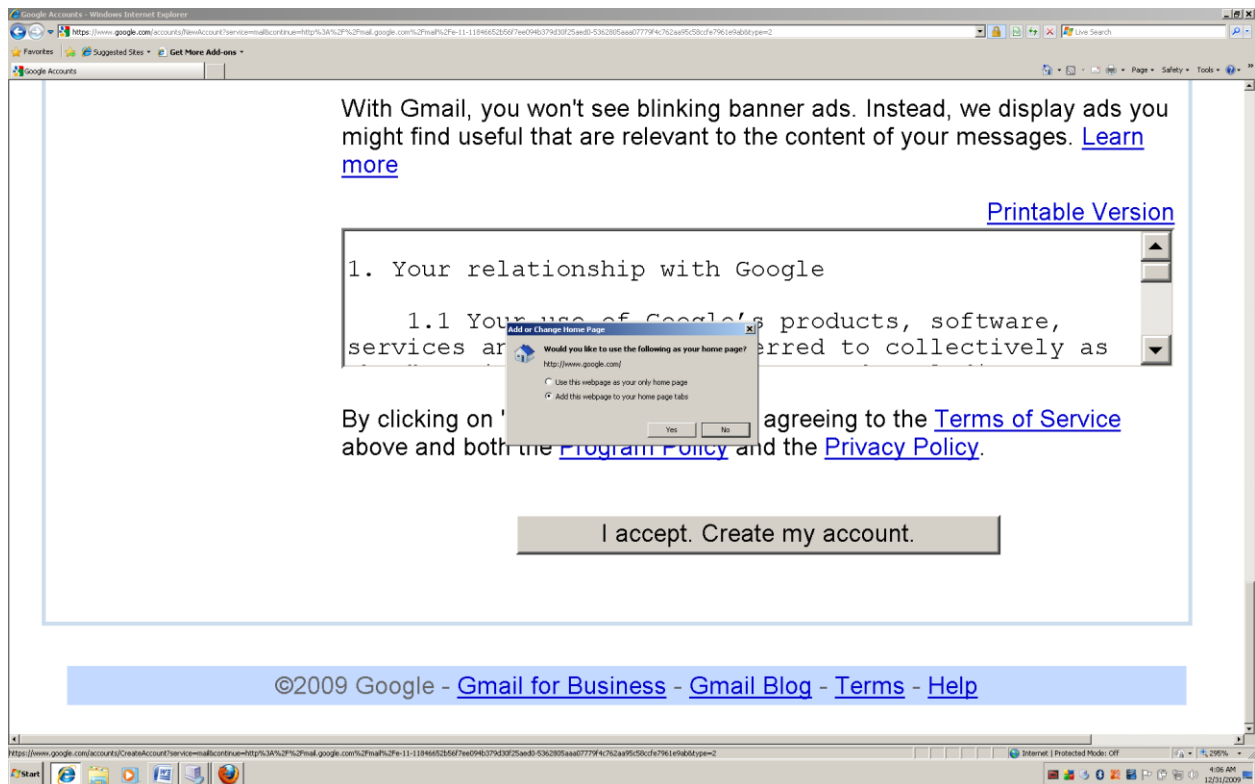 Google Accounts - Windows Internet Explorer
Live Search
Favorites Suggested Sites Get More Add-ons
Google Accounts Page Safety Tools
With Gmail, you won't see blinking banner ads. Instead, we display ads you
might find useful that are relevant to the content of your messages. Learn
more
Printable Version
1. Your relationship with Google
1.1 Your use of Google's products, software,
services an erred to collectively as
Add or Change Home Page
Would you like to use the following as your home page?
http://www.google.com/
Use this webpage as your only home page
Add this webpage to your home page tabs
Yes No
By clicking on ' agreeing to the Terms of Service
above and both the Program Policy and the Privacy Policy.
I accept. Create my account.
©2009 Google - Gmail for Business - Gmail Blog - Terms - Help
Internet | Protected Mode: Off 295%
Start 4:06 AM
12/31/2009